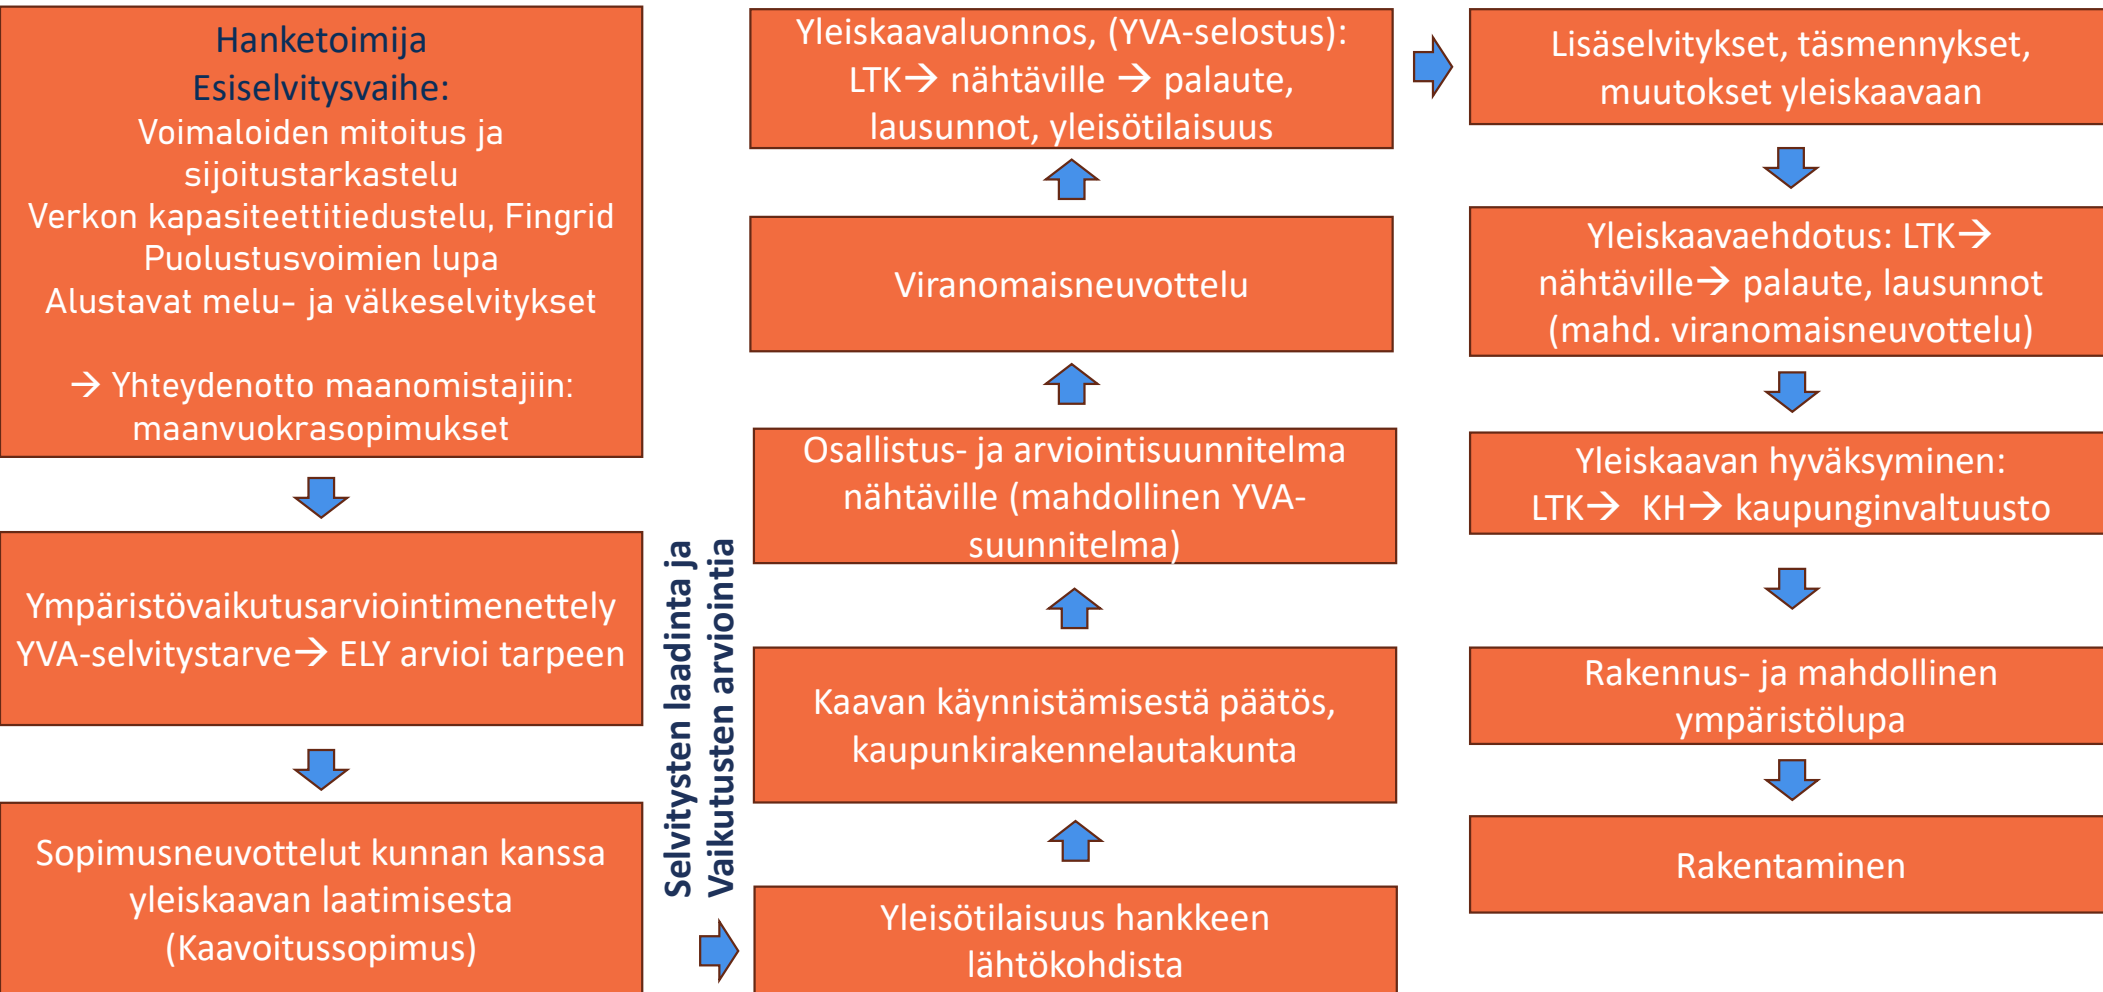 Hanketoimija
Esiselvitysvaihe:
Voimaloiden mitoitus ja
sijoitustarkastelu
Verkon kapasiteettitiedustelu, Fingrid
Puolustusvoimien lupa
Alustavat melu- ja välkeselvitykset
→ Yhteydenotto maanomistajiin:
maanvuokrasopimukset
Ympäristövaikutusarviointimenettely
YVA-selvitystarve→ ELY arvioi tarpeen
Sopimusneuvottelut kunnan kanssa
yleiskaavan laatimisesta
(Kaavoitussopimus)
Selvitysten laadinta ja
Vaikutusten arviointia
Yleisötilaisuus hankkeen
lähtökohdista
Kaavan käynnistämisestä päätös,
kaupunkirakennelautakunta
Osallistus- ja arviointisuunnitelma
nähtäville (mahdollinen YVA-
suunnitelma)
Viranomaisneuvottelu
Yleiskaavaluonnos, (YVA-selostus):
LTK→ nähtäville → palaute,
lausunnot, yleisötilaisuus
Lisäselvitykset, täsmennykset,
muutokset yleiskaavaan
Yleiskaavaehdotus: LTK→
nähtäville→ palaute, lausunnot
(mahd. viranomaisneuvottelu)
Yleiskaavan hyväksyminen:
LTK→ KH→ kaupunginvaltuusto
Rakennus- ja mahdollinen
ympäristölupa
Rakentaminen